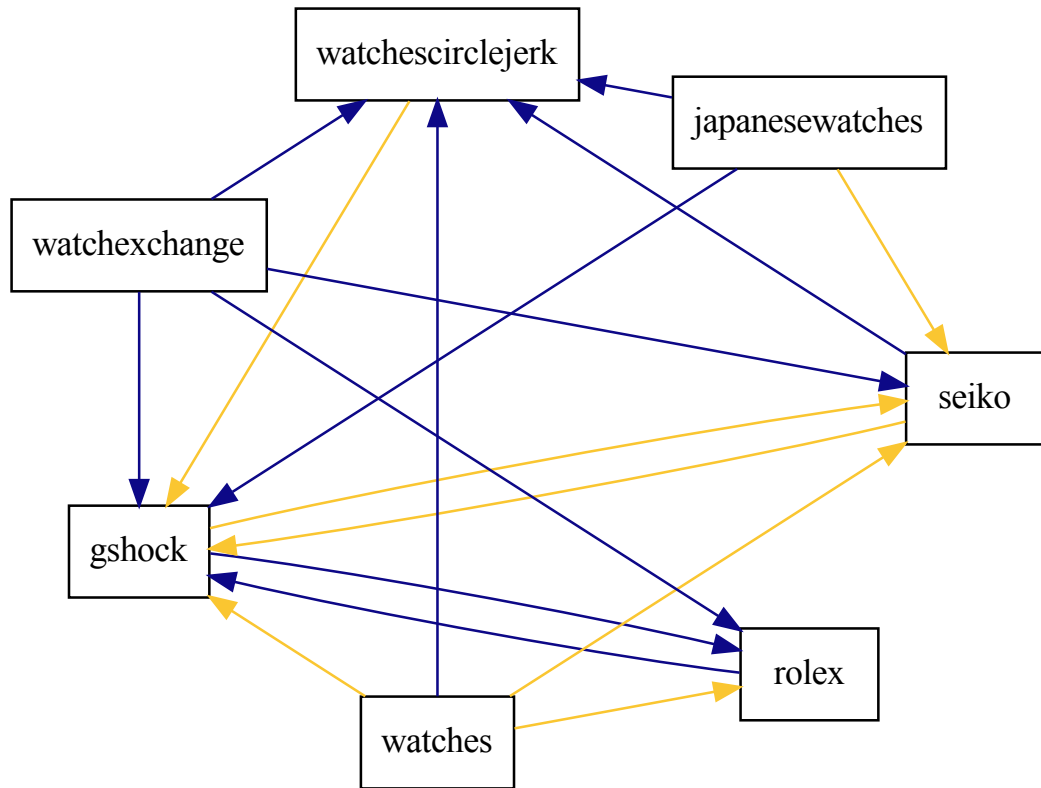 watchescirclejerk
japanesewatches
watchexchange
seiko
gshock
rolex
watches